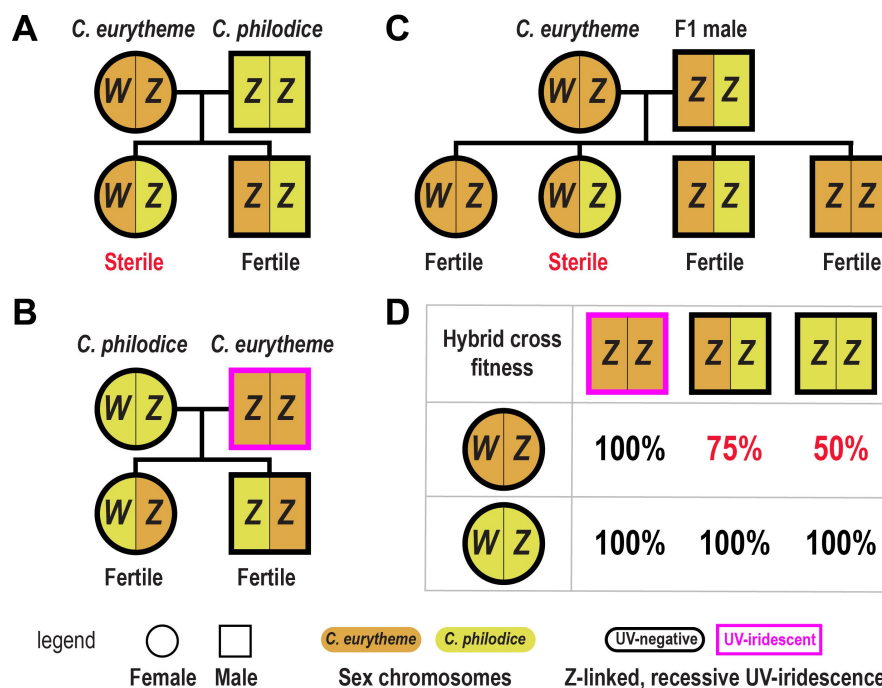 A
C. eurytheme C. philodice
W Z Z Z
W Z Z Z
Sterile Fertile
B
C. philodice C. eurytheme
W Z Z Z
W Z Z Z
Fertile Fertile
C
C. eurytheme F1 male
W Z Z Z
W Z W Z Z Z Z Z
Fertile Sterile Fertile Fertile
D
Hybrid cross
fitness
Z Z Z Z Z Z
W Z 100% 75% 50%
W Z 100% 100% 100%
legend
Female Male
C. eurytheme C. philodice
Sex chromosomes
UV-negative UV-iridescent
Z-linked, recessive UV-iridescence